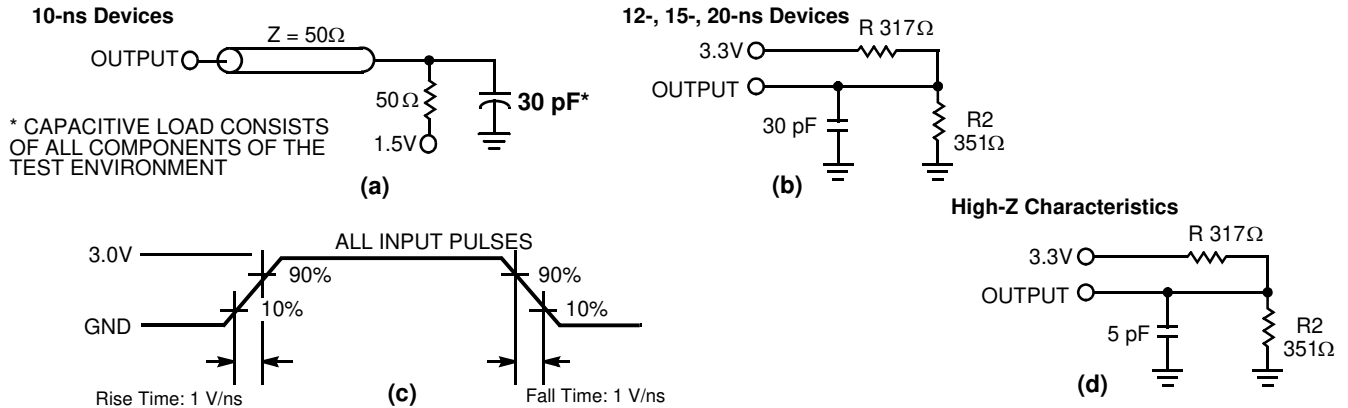 10-ns Devices
Z = 50Ω
OUTPUT
50Ω
30 pF*
1.5V
* CAPACITIVE LOAD CONSISTS
OF ALL COMPONENTS OF THE
TEST ENVIRONMENT
(a)
12-, 15-, 20-ns Devices
R 317Ω
3.3V
OUTPUT
30 pF
R2
351Ω
(b)
High-Z Characteristics
R 317Ω
3.3V
OUTPUT
5 pF
R2
351Ω
(d)
ALL INPUT PULSES
3.0V
90%
90%
10%
10%
GND
Rise Time: 1 V/ns
(c)
Fall Time: 1 V/ns